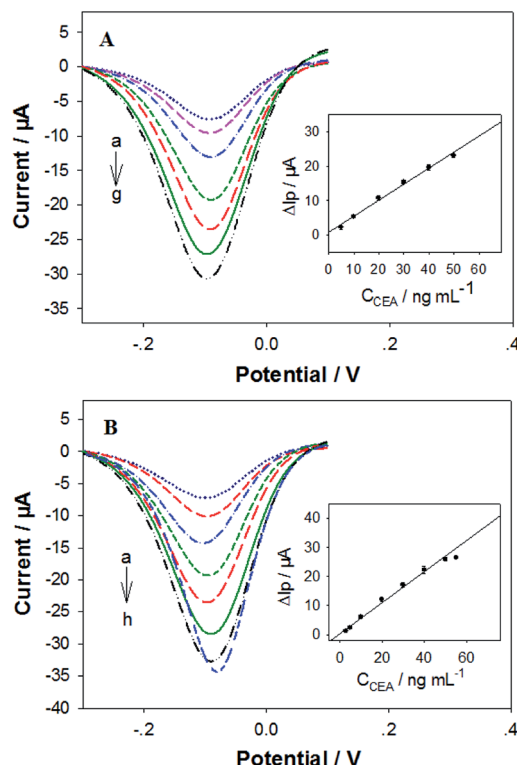 A
5
0
-5
-10
-15
-20
-25
-30
-35
Current / µA
a
g
-.2
0.0
.2
.4
Potential / V
30
20
10
0
ΔIp / µA
0 10 20 30 40 50 60
C_CEA / ng mL⁻¹
B
5
0
-5
-10
-15
-20
-25
-30
-35
-40
Current / µA
a
h
-.2
0.0
.2
.4
Potential / V
40
30
20
10
0
ΔIp / µA
0 20 40 60
C_CEA / ng mL⁻¹